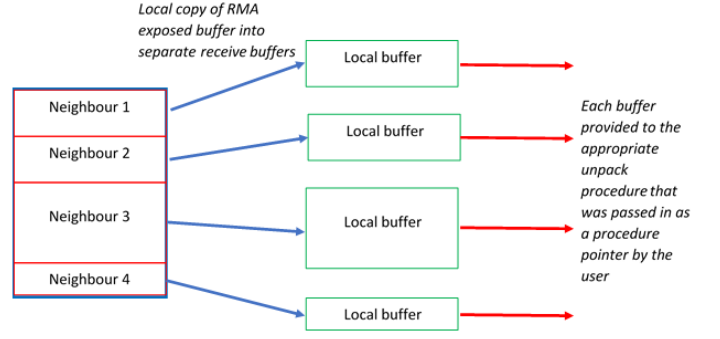 Local copy of RMA
exposed buffer into
separate receive buffers
Neighbour 1
Neighbour 2
Neighbour 3
Neighbour 4
Local buffer
Local buffer
Local buffer
Local buffer
Each buffer
provided to the
appropriate
unpack
procedure that
was passed in as
a procedure
pointer by the
user